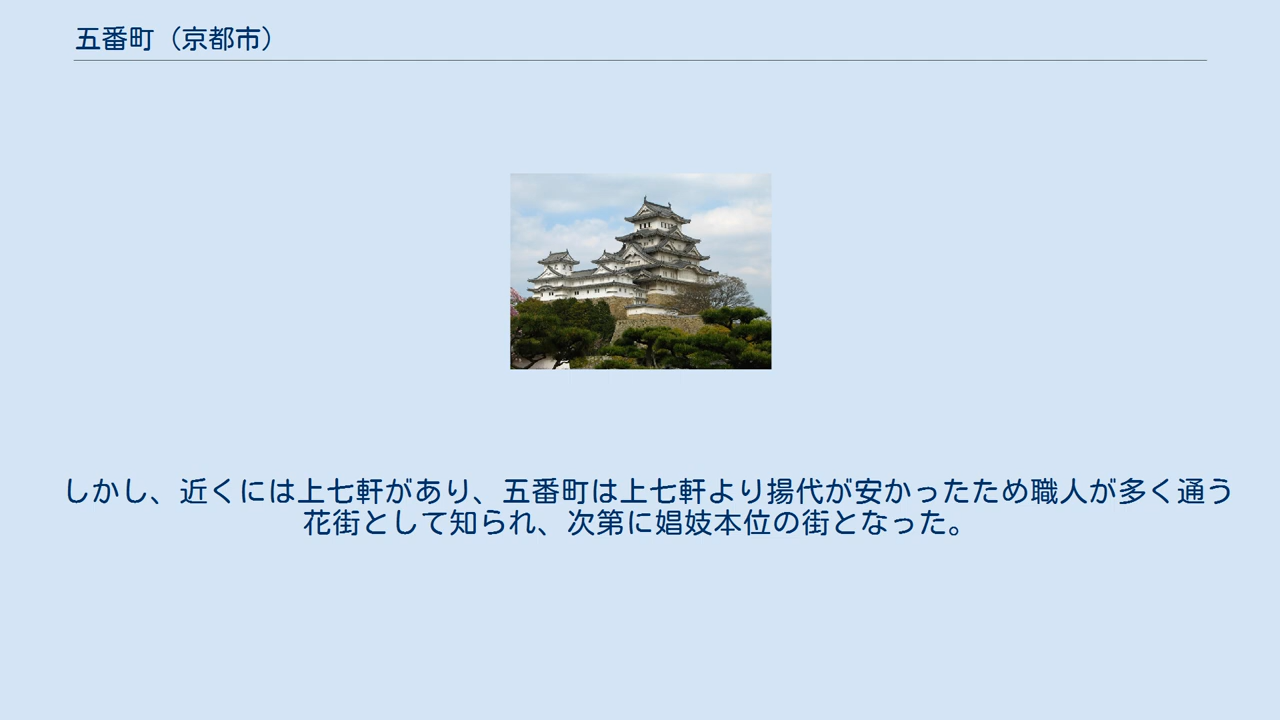 五番町（京都市）
しかし、近くには上七軒があり、五番町は上七軒より揚代が安かったため職人が多く通う
花街として知られ、次第に娼妓本位の街となった。